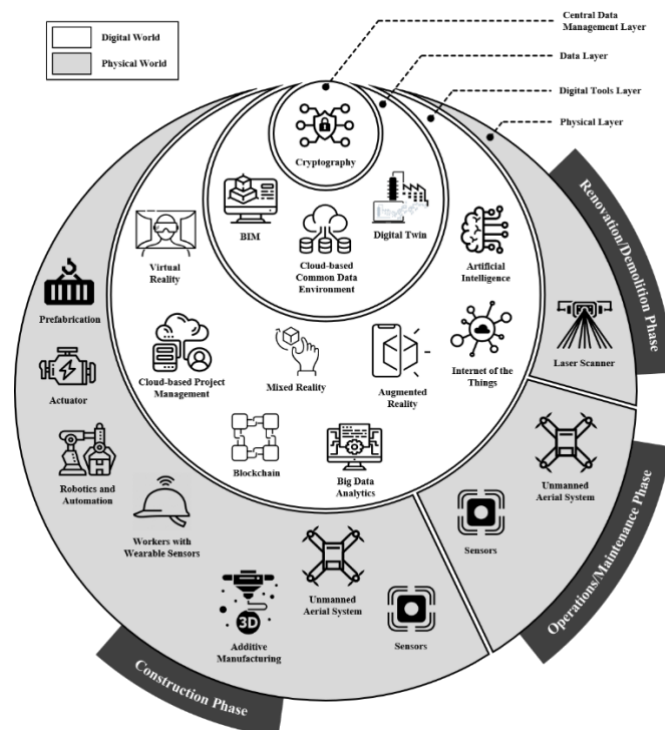 Digital World
Physical World
Central Data
Management Layer
Data Layer
Digital Tools Layer
Physical Layer
Cryptography
BIM
Digital Twin
Cloud-based
Common Data
Environment
Virtual
Reality
Artificial
Intelligence
Renovation/Demolition Phase
Prefabrication
Cloud-based Project
Management
Mixed Reality
Augmented
Reality
Internet of the
Things
Laser Scanner
Actuator
Blockchain
Big Data
Analytics
Robotics and
Automation
Workers with
Wearable Sensors
Unmanned
Aerial System
Sensors
Operations/Maintenance Phase
3D
Additive
Manufacturing
Unmanned
Aerial System
Sensors
Construction Phase